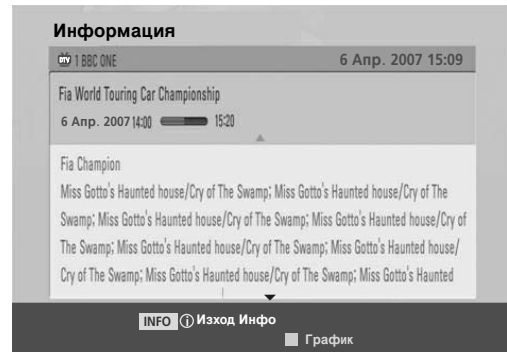 Информация
DTV 1 BBC ONE 6 Апр. 2007 15:09
Fia World Touring Car Championship
6 Апр. 2007 14:00 15:20
Fia Champion
Miss Gotto's Haunted house/Cry of The Swamp; Miss Gotto's Haunted house/Cry of The
Swamp; Miss Gotto's Haunted house/Cry of The Swamp; Miss Gotto's Haunted house/Cry of
The Swamp; Miss Gotto's Haunted house/Cry of The Swamp; Miss Gotto's Haunted house/
Cry of The Swamp; Miss Gotto's Haunted house/Cry of The Swamp; Miss Gotto's Haunted
INFO i Изход Инфо
График